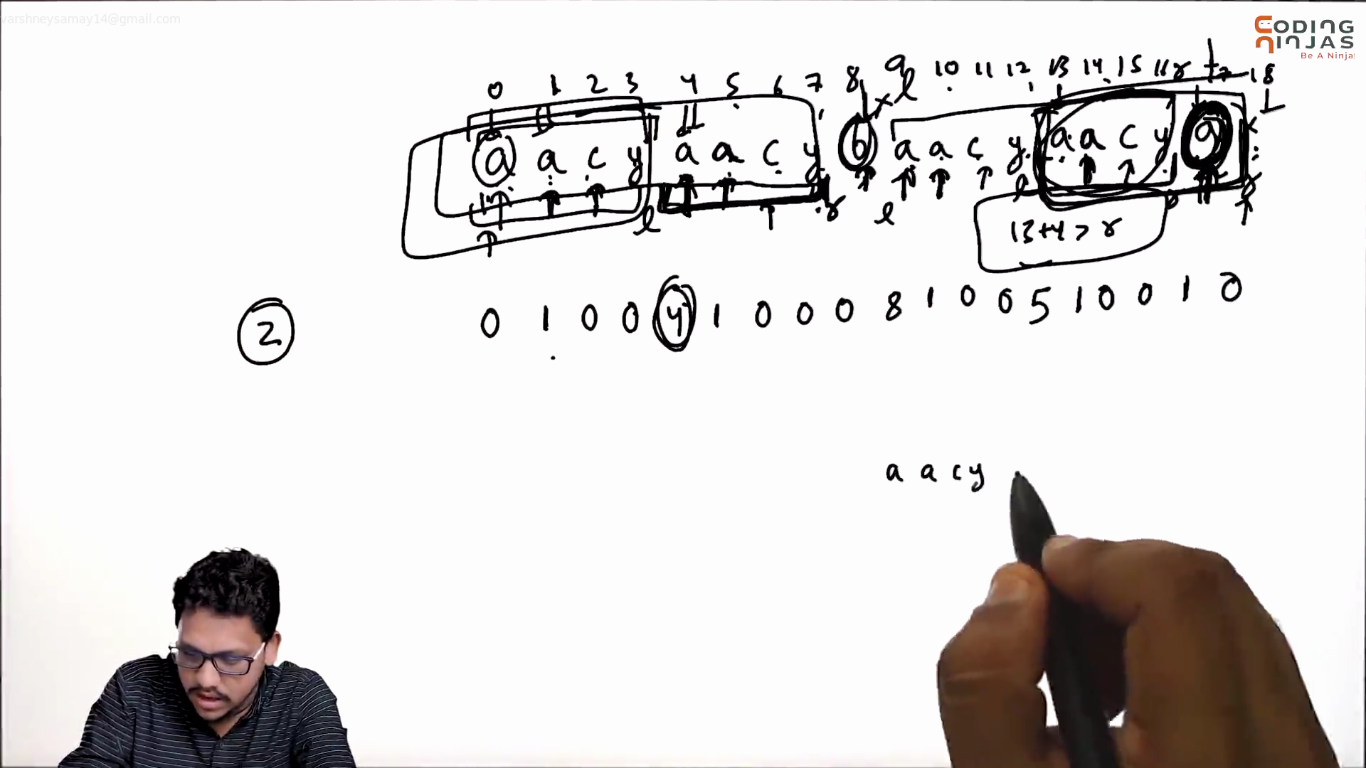 varshneysamay14@gmail.com
CODING
NINJAS
Be A Ninja
0 1 2 3 4 5 6 7 8 9 10 11 12 13 14 15 16 r 17 18
l x
a a c y a a c y b a a c y a a c y a x
l r l l
13+4 > r
2
0 1 0 0 4 1 0 0 0 8 1 0 0 5 1 0 0 1 0
a a c y